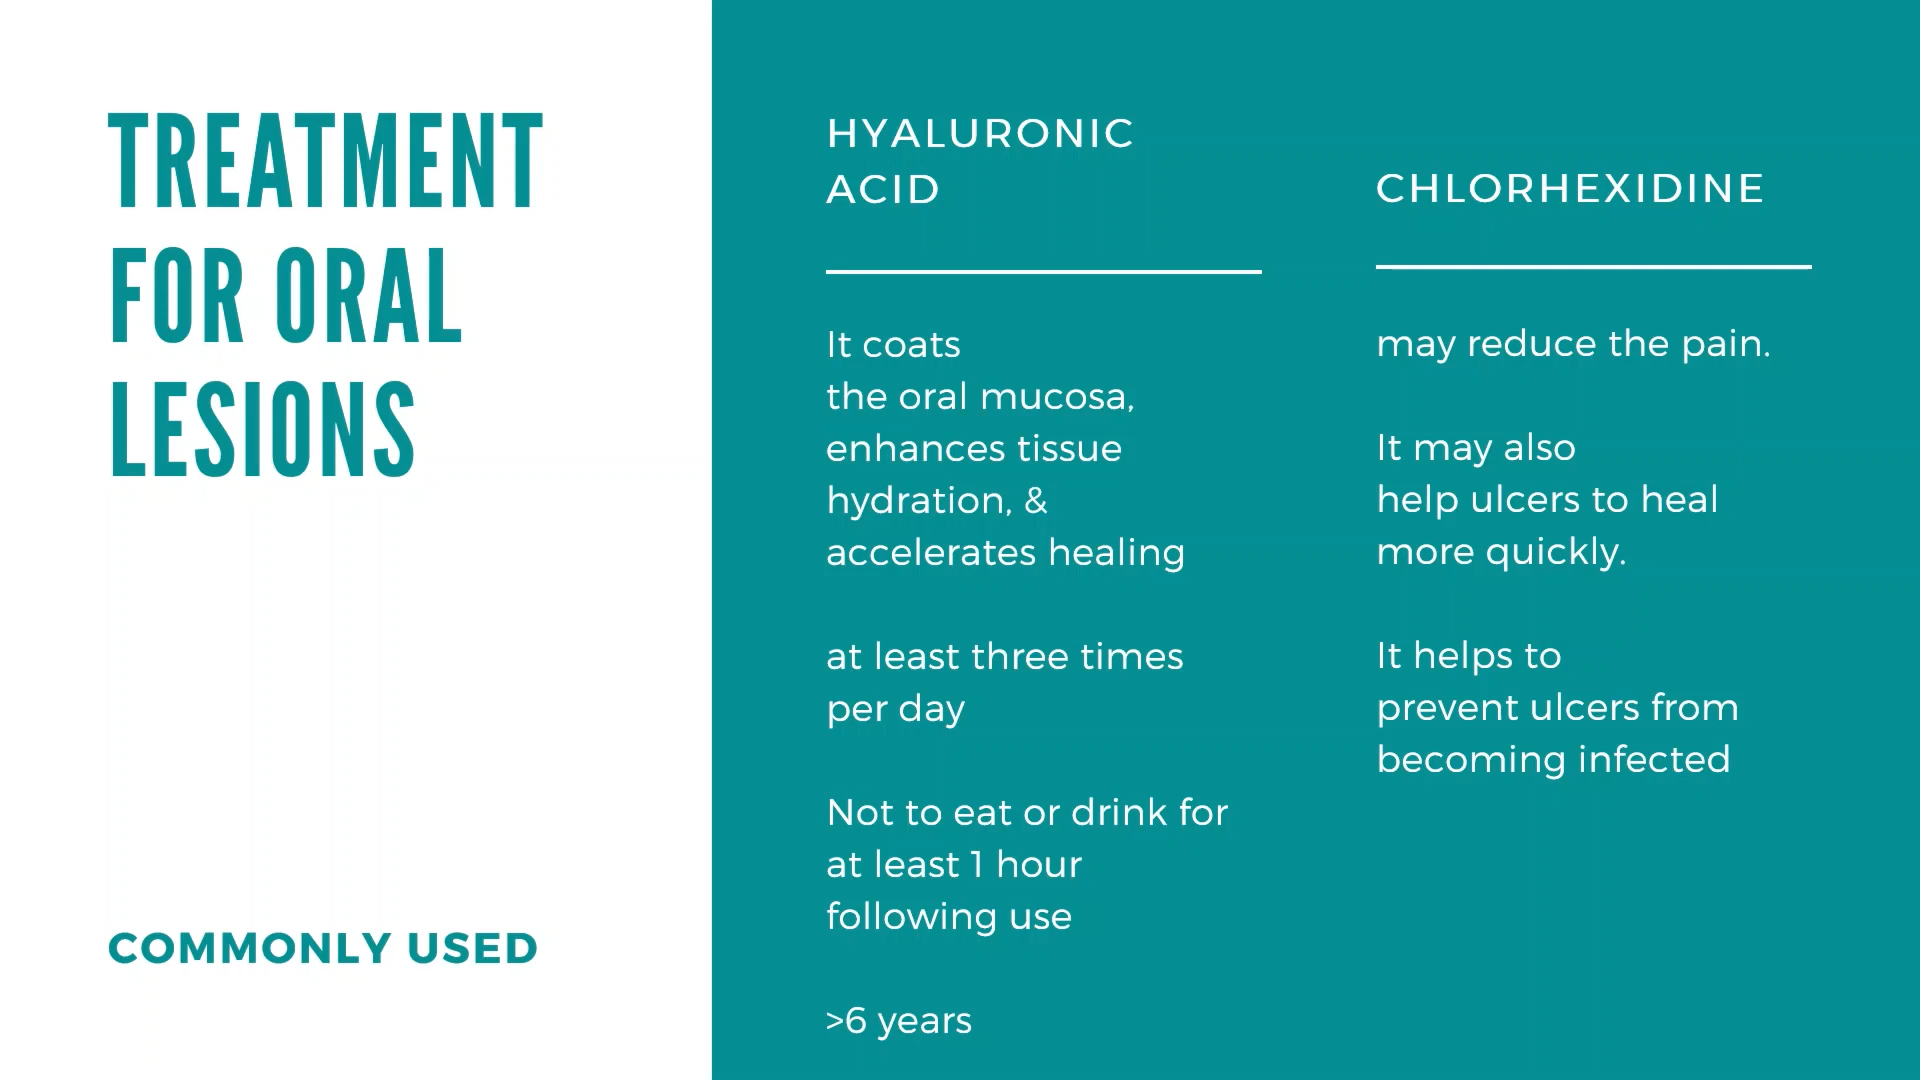 TREATMENT
FOR ORAL
LESIONS
COMMONLY USED
HYALURONIC
ACID
It coats
the oral mucosa,
enhances tissue
hydration, &
accelerates healing
at least three times
per day
Not to eat or drink for
at least 1 hour
following use
>6 years
CHLORHEXIDINE
may reduce the pain.
It may also
help ulcers to heal
more quickly.
It helps to
prevent ulcers from
becoming infected